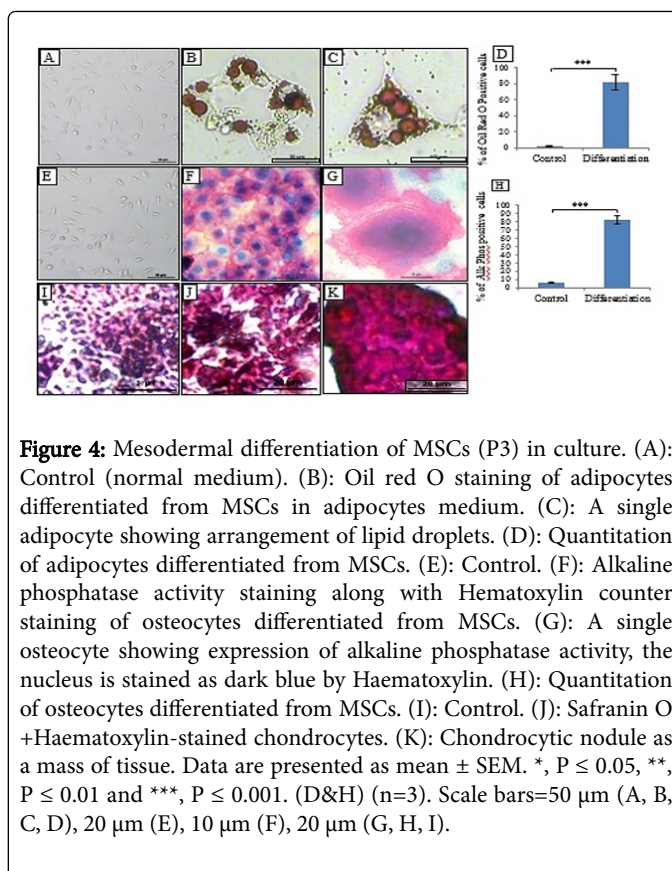 A
B
C
D
% of Oil Red O Positive cells
100
80
60
40
20
0
***
Control Differentiation
E
F
G
H
% of Alk Phos positive cells
100
90
80
70
60
50
40
30
20
10
0
***
Control Differentiation
I
J
K
20 µm
20 µm
20 µm
Figure 4: Mesodermal differentiation of MSCs (P3) in culture. (A):
Control (normal medium). (B): Oil red O staining of adipocytes
differentiated from MSCs in adipocytes medium. (C): A single
adipocyte showing arrangement of lipid droplets. (D): Quantitation
of adipocytes differentiated from MSCs. (E): Control. (F): Alkaline
phosphatase activity staining along with Hematoxylin counter
staining of osteocytes differentiated from MSCs. (G): A single
osteocyte showing expression of alkaline phosphatase activity, the
nucleus is stained as dark blue by Haematoxylin. (H): Quantitation
of osteocytes differentiated from MSCs. (I): Control. (J): Safranin O
+Haematoxylin-stained chondrocytes. (K): Chondrocytic nodule as
a mass of tissue. Data are presented as mean ± SEM. *, P ≤ 0.05, **,
P ≤ 0.01 and ***, P ≤ 0.001. (D&H) (n=3). Scale bars=50 μm (A, B,
C, D), 20 μm (E), 10 μm (F), 20 μm (G, H, I).